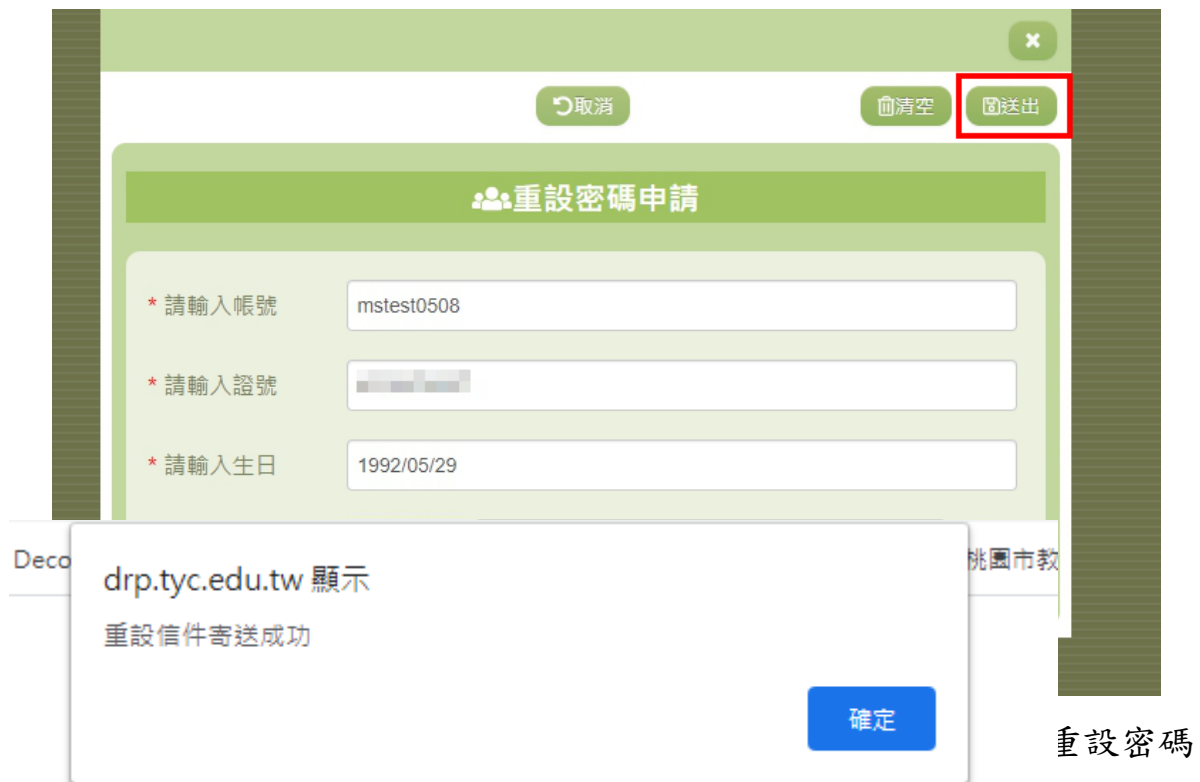 取消 清空 送出
重設密碼申請
* 請輸入帳號 mstest0508
* 請輸入證號
* 請輸入生日 1992/05/29
Deco
桃園市教
drp.tyc.edu.tw 顯示
重設信件寄送成功
確定
重設密碼